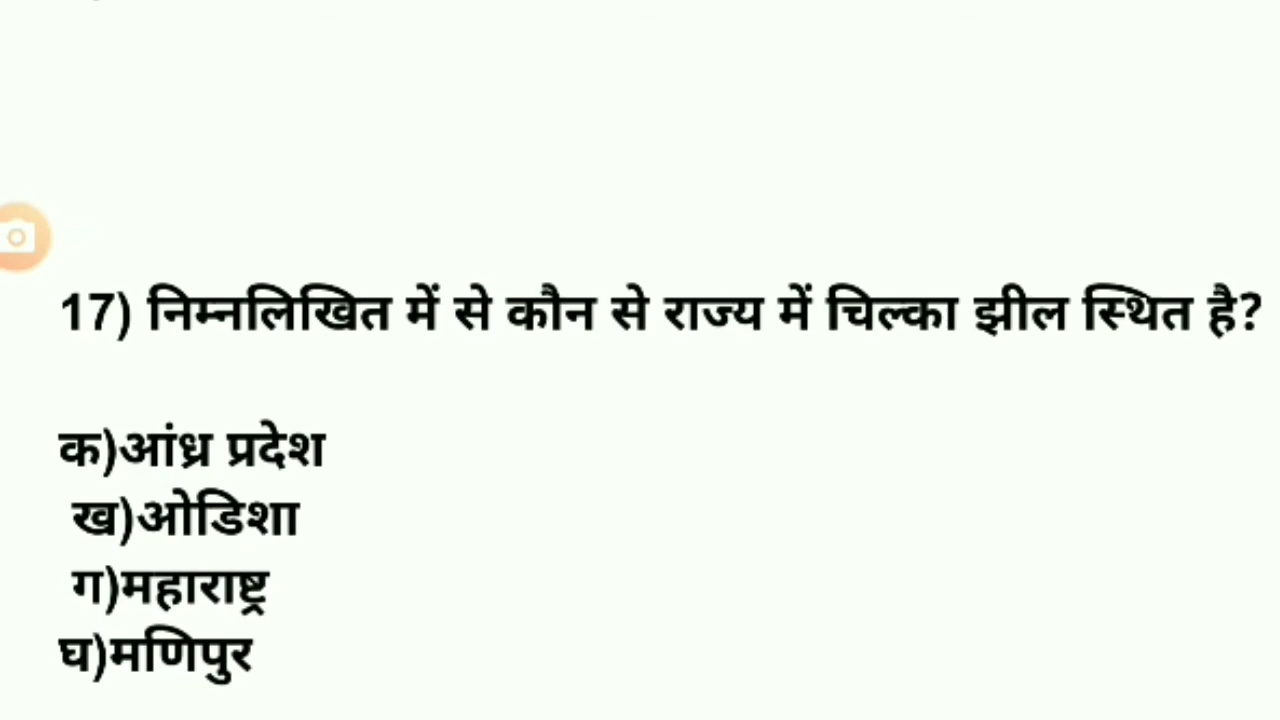 17) निम्नलिखित में से कौन से राज्य में चिल्का झील स्थित है?
क)आंध्र प्रदेश
ख)ओडिशा
ग)महाराष्ट्र
घ)मणिपुर